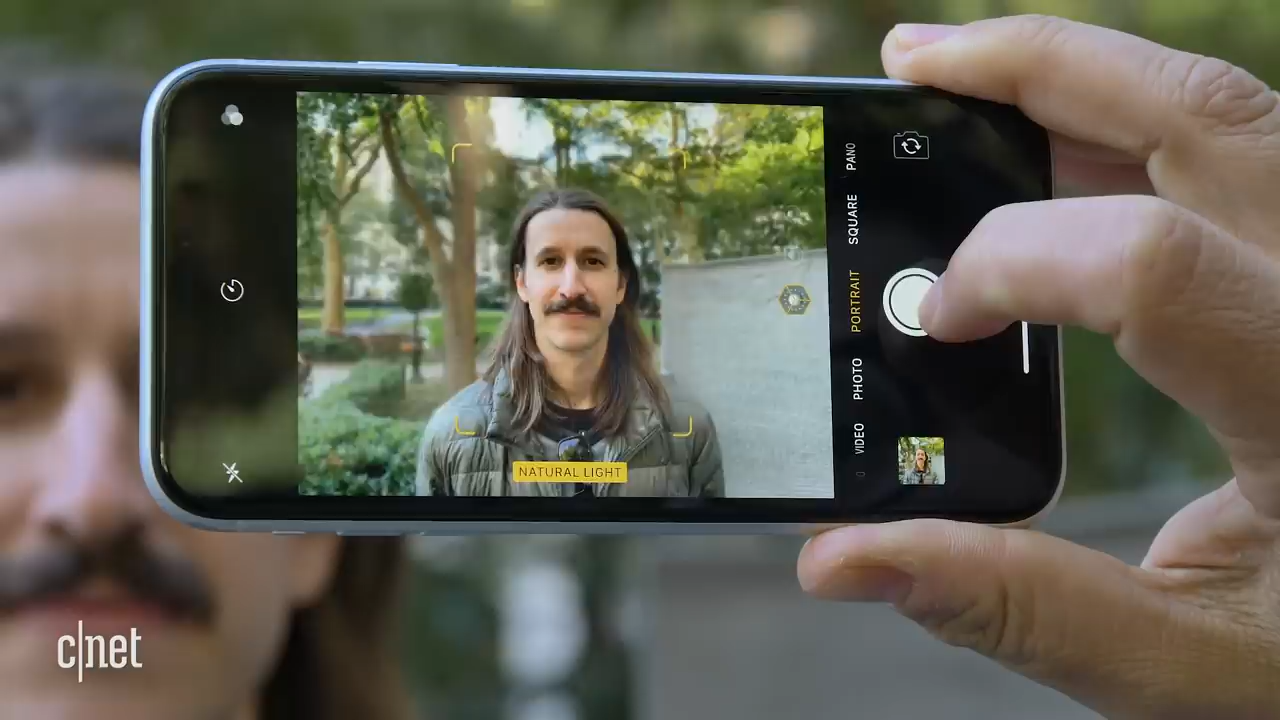 NATURAL LIGHT
PANO
SQUARE
PORTRAIT
PHOTO
VIDEO
c|net